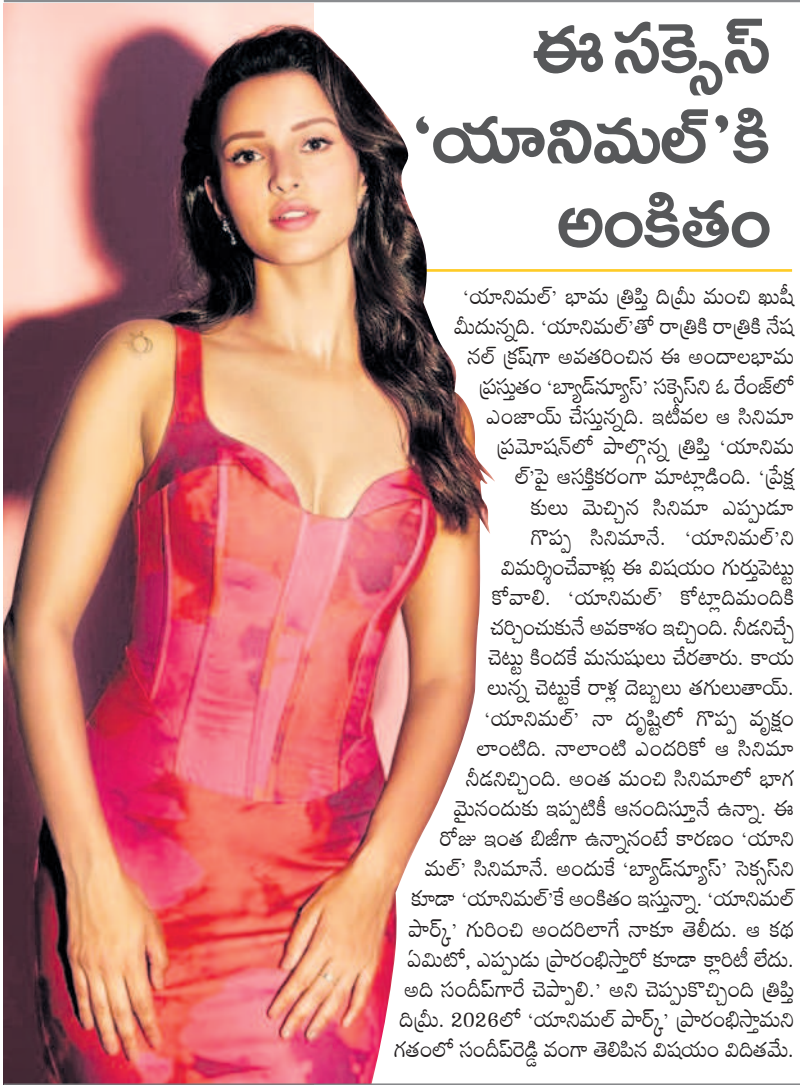 ఈ సక్సెస్
‘యానిమల్’కి
అంకితం
‘యానిమల్’ భామ త్రిప్తి దిమ్రీ మంచి ఖుషీ
మీదున్నది. ‘యానిమల్’తో రాత్రికి రాత్రికి నేష
నల్ క్రష్‌గా అవతరించిన ఈ అందాలభామ
ప్రస్తుతం ‘బ్యాడ్‌న్యూస్’ సక్సెస్‌ని ఓ రేంజ్‌లో
ఎంజాయ్ చేస్తున్నది. ఇటీవల ఆ సినిమా
ప్రమోషన్‌లో పాల్గొన్న త్రిప్తి ‘యానిమ
ల్’పై ఆసక్తికరంగా మాట్లాడింది. ‘ప్రేక్ష
కులు మెచ్చిన సినిమా ఎప్పుడూ
గొప్ప సినిమానే. ‘యానిమల్’ని
విమర్శించేవాళ్లు ఈ విషయం గుర్తుపెట్టు
కోవాలి. ‘యానిమల్’ కోట్లాదిమందికి
చర్చించుకునే అవకాశం ఇచ్చింది. నీడనిచ్చే
చెట్టు కిందకే మనుషులు చేరతారు. కాయ
లున్న చెట్టుకే రాళ్ల దెబ్బలు తగులుతాయ్.
‘యానిమల్’ నా దృష్టిలో గొప్ప వృక్షం
లాంటిది. నాలాంటి ఎందరికో ఆ సినిమా
నీడనిచ్చింది. అంత మంచి సినిమాలో భాగ
మైనందుకు ఇప్పటికీ ఆనందిస్తూనే ఉన్నా. ఈ
రోజు ఇంత బిజీగా ఉన్నానంటే కారణం ‘యాని
మల్’ సినిమానే. అందుకే ‘బ్యాడ్‌న్యూస్’ సెక్సస్‌ని
కూడా ‘యానిమల్’కే అంకితం ఇస్తున్నా. ‘యానిమల్
పార్క్’ గురించి అందరిలాగే నాకూ తెలీదు. ఆ కథ
ఏమిటో, ఎప్పుడు ప్రారంభిస్తారో కూడా క్లారిటీ లేదు.
అది సందీప్‌గారే చెప్పాలి.’ అని చెప్పుకొచ్చింది త్రిప్తి
దిమ్రీ. 2026లో ‘యానిమల్ పార్క్’ ప్రారంభిస్తామని
గతంలో సందీప్‌రెడ్డి వంగా తెలిపిన విషయం విదితమే.